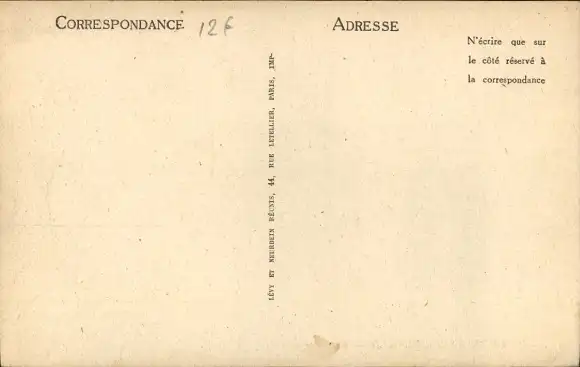 CORRESPONDANCE 12 F
ADRESSE
N'écrire que sur
le côté réservé à
la correspondance
LÉVY ET NEURDEIN RÉUNIS, 44, RUE LETELLIER, PARIS, IMP-